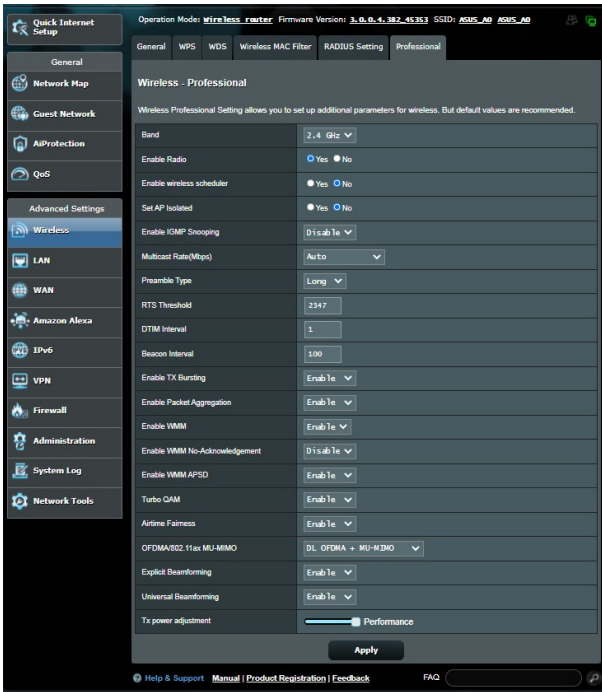 Quick Internet Setup
Operation Mode: Wireless router Firmware Version: 3.0.0.4.382_45353 SSID: ASUS_A0 ASUS_A0
General WPS WDS Wireless MAC Filter RADIUS Setting Professional
General
Network Map
Guest Network
AiProtection
QoS
Advanced Settings
Wireless
LAN
WAN
Amazon Alexa
IPv6
VPN
Firewall
Administration
System Log
Network Tools
Wireless - Professional
Wireless Professional Setting allows you to set up additional parameters for wireless. But default values are recommended.
Band 2.4 GHz
Enable Radio Yes No
Enable wireless scheduler Yes No
Set AP Isolated Yes No
Enable IGMP Snooping Disable
Multicast Rate(Mbps) Auto
Preamble Type Long
RTS Threshold 2347
DTIM Interval 1
Beacon Interval 100
Enable TX Bursting Enable
Enable Packet Aggregation Enable
Enable WMM Enable
Enable WMM No-Acknowledgement Disable
Enable WMM APSD Enable
Turbo QAM Enable
Airtime Fairness Enable
OFDMA/802.11ax MU-MIMO DL OFDMA + MU-MIMO
Explicit Beamforming Enable
Universal Beamforming Enable
Tx power adjustment Performance
Apply
Help & Support Manual | Product Registration | Feedback FAQ